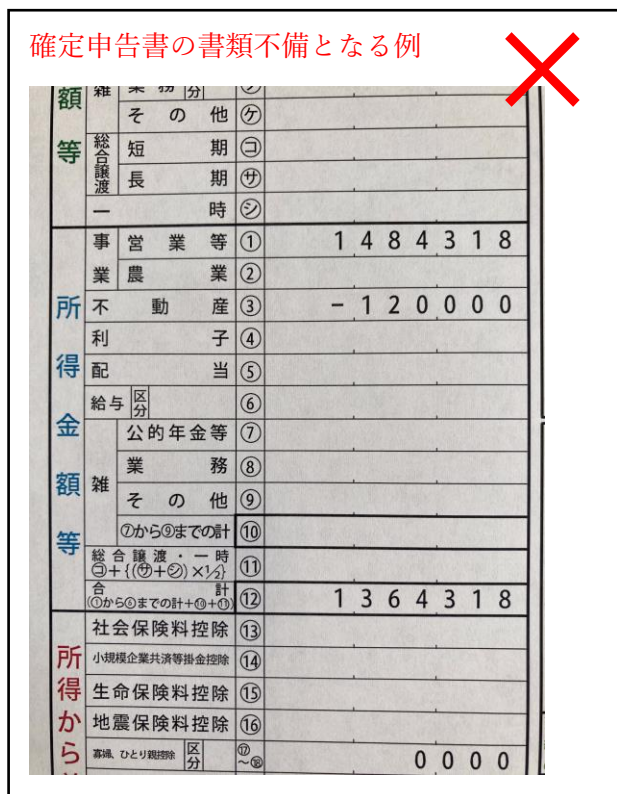 確定申告書の書類不備となる例
額等
雑 業務 区分
その他 ㋘
総合譲渡 短期 ㋙
長期 ㋚
一時 ㋛
所得金額等
事業 営業等 ① 1484318
農業 ②
不動産 ③ −120000
利子 ④
配当 ⑤
給与 区分 ⑥
雑 公的年金等 ⑦
業務 ⑧
その他 ⑨
⑦から⑨までの計 ⑩
総合譲渡・一時 ㋙+{(㋚+㋛)×½} ⑪
合計 (①から⑥までの計+⑩+⑪) ⑫ 1364318
所得から
社会保険料控除 ⑬
小規模企業共済等掛金控除 ⑭
生命保険料控除 ⑮
地震保険料控除 ⑯
寡婦、ひとり親控除 区分 ⑰~⑱ 0000